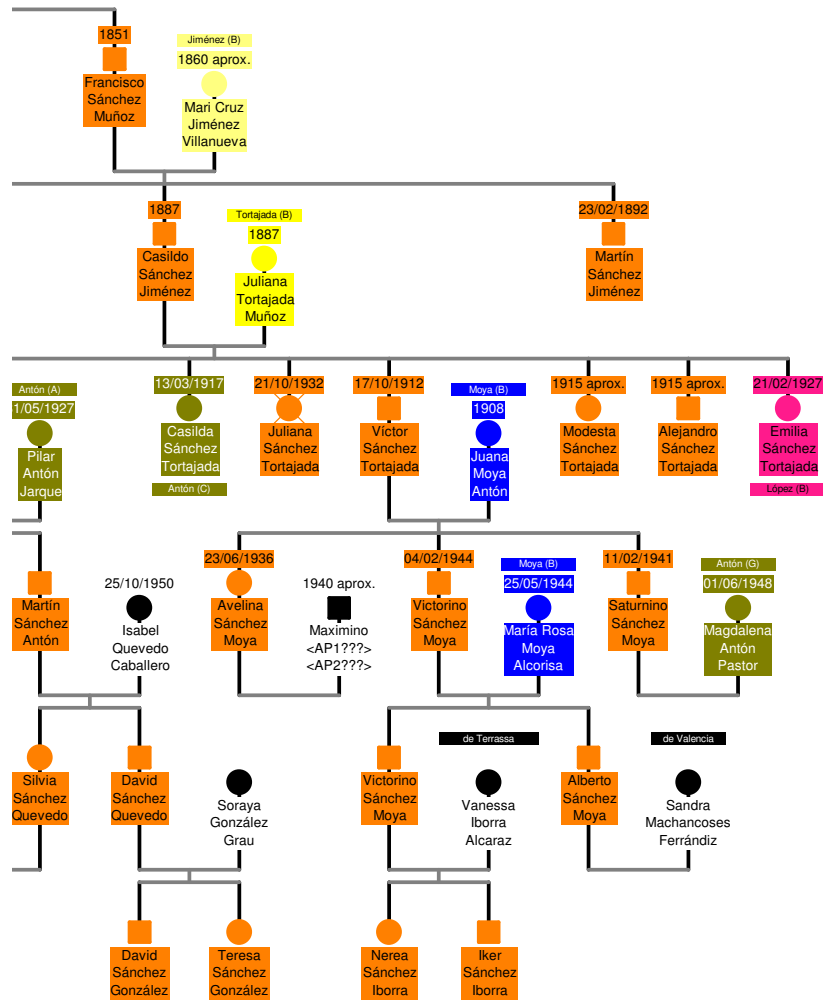 1851
Francisco
Sánchez
Muñoz
Jiménez (B)
1860 aprox.
Mari Cruz
Jiménez
Villanueva
1887
Casildo
Sánchez
Jiménez
Tortajada (B)
1887
Juliana
Tortajada
Muñoz
23/02/1892
Martín
Sánchez
Jiménez
Antón (A)
1/05/1927
Pilar
Antón
Jarque
13/03/1917
Casilda
Sánchez
Tortajada
Antón (C)
21/10/1932
Juliana
Sánchez
Tortajada
17/10/1912
Víctor
Sánchez
Tortajada
Moya (B)
1908
Juana
Moya
Antón
1915 aprox.
Modesta
Sánchez
Tortajada
1915 aprox.
Alejandro
Sánchez
Tortajada
21/02/1927
Emilia
Sánchez
Tortajada
López (B)
Martín
Sánchez
Antón
25/10/1950
Isabel
Quevedo
Caballero
23/06/1936
Avelina
Sánchez
Moya
1940 aprox.
Maximino
<AP1???>
<AP2???>
04/02/1944
Victorino
Sánchez
Moya
Moya (B)
25/05/1944
María Rosa
Moya
Alcorisa
11/02/1941
Saturnino
Sánchez
Moya
Antón (G)
01/06/1948
Magdalena
Antón
Pastor
Silvia
Sánchez
Quevedo
David
Sánchez
Quevedo
Soraya
González
Grau
Victorino
Sánchez
Moya
de Terrassa
Vanessa
Iborra
Alcaraz
Alberto
Sánchez
Moya
de Valencia
Sandra
Machancoses
Ferrándiz
David
Sánchez
González
Teresa
Sánchez
González
Nerea
Sánchez
Iborra
Iker
Sánchez
Iborra